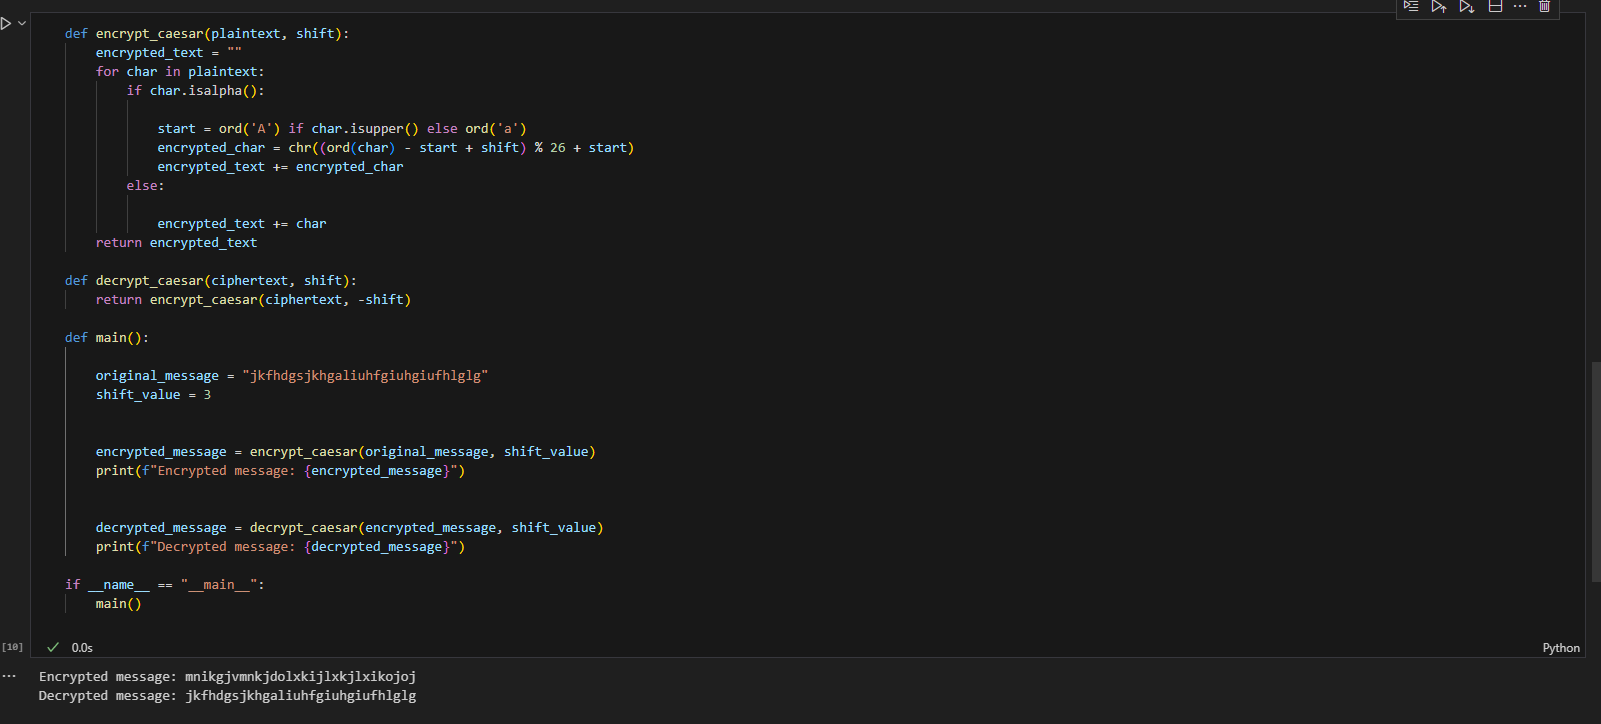 def encrypt_caesar(plaintext, shift):
    encrypted_text = ""
    for char in plaintext:
        if char.isalpha():

            start = ord('A') if char.isupper() else ord('a')
            encrypted_char = chr((ord(char) - start + shift) % 26 + start)
            encrypted_text += encrypted_char
        else:

            encrypted_text += char
    return encrypted_text

def decrypt_caesar(ciphertext, shift):
    return encrypt_caesar(ciphertext, -shift)

def main():

    original_message = "jkfhdgsjkhgaliuhfgiuhgiufhlglg"
    shift_value = 3


    encrypted_message = encrypt_caesar(original_message, shift_value)
    print(f"Encrypted message: {encrypted_message}")


    decrypted_message = decrypt_caesar(encrypted_message, shift_value)
    print(f"Decrypted message: {decrypted_message}")

if __name__ == "__main__":
    main()
[10] 0.0s Python
Encrypted message: mnikgjvmnkjdolxkijlxkjlxikojoj
Decrypted message: jkfhdgsjkhgaliuhfgiuhgiufhlglg